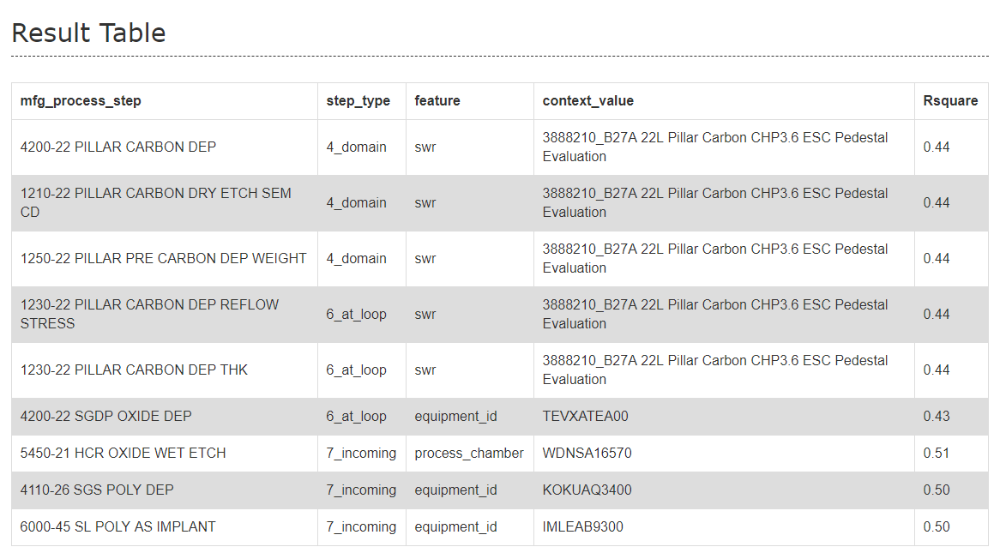 Result Table
mfg_process_step step_type feature context_value Rsquare
4200-22 PILLAR CARBON DEP 4_domain swr 3888210_B27A 22L Pillar Carbon CHP3.6 ESC Pedestal
Evaluation 0.44
1210-22 PILLAR CARBON DRY ETCH SEM
CD 4_domain swr 3888210_B27A 22L Pillar Carbon CHP3.6 ESC Pedestal
Evaluation 0.44
1250-22 PILLAR PRE CARBON DEP WEIGHT 4_domain swr 3888210_B27A 22L Pillar Carbon CHP3.6 ESC Pedestal
Evaluation 0.44
1230-22 PILLAR CARBON DEP REFLOW
STRESS 6_at_loop swr 3888210_B27A 22L Pillar Carbon CHP3.6 ESC Pedestal
Evaluation 0.44
1230-22 PILLAR CARBON DEP THK 6_at_loop swr 3888210_B27A 22L Pillar Carbon CHP3.6 ESC Pedestal
Evaluation 0.44
4200-22 SGDP OXIDE DEP 6_at_loop equipment_id TEVXATEA00 0.43
5450-21 HCR OXIDE WET ETCH 7_incoming process_chamber WDNSA16570 0.51
4110-26 SGS POLY DEP 7_incoming equipment_id KOKUAQ3400 0.50
6000-45 SL POLY AS IMPLANT 7_incoming equipment_id IMLEAB9300 0.50